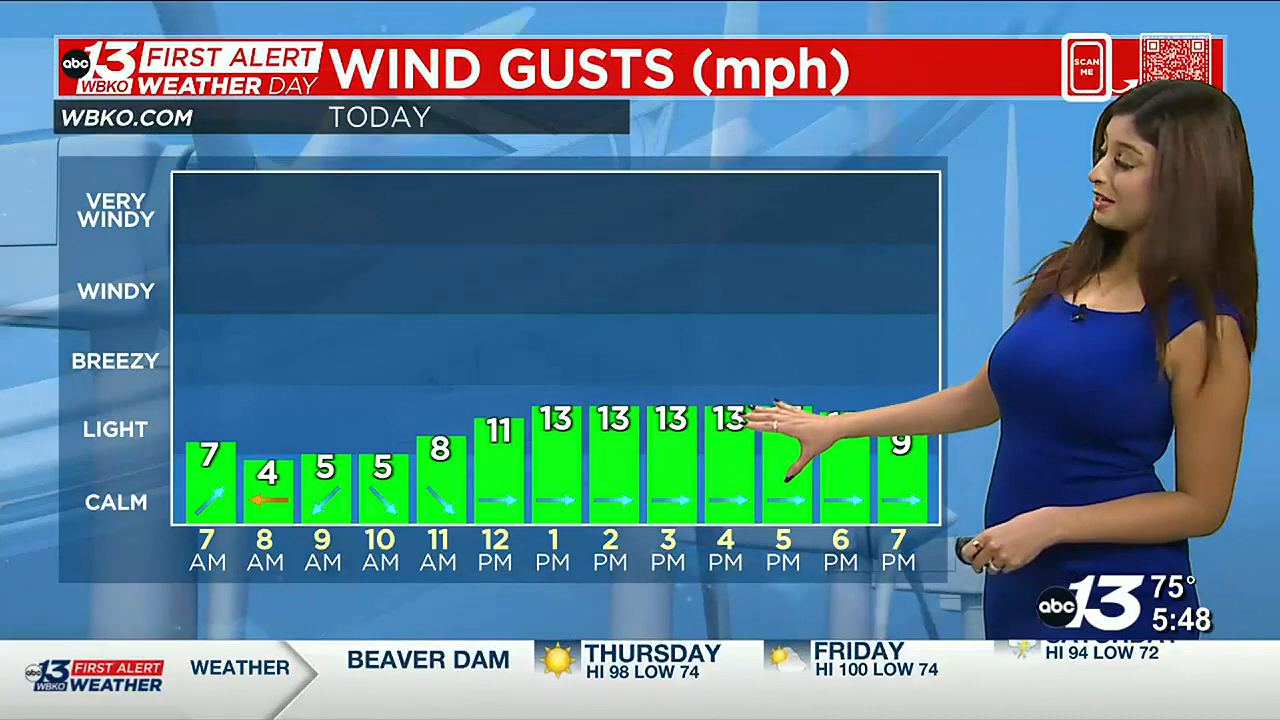 abc 13 WBKO FIRST ALERT WEATHER DAY
WIND GUSTS (mph)
SCAN ME
WBKO.COM
TODAY
VERY WINDY
WINDY
BREEZY
LIGHT
CALM
7 4 5 5 8 11 13 13 13 13 9
7 AM 8 AM 9 AM 10 AM 11 AM 12 PM 1 PM 2 PM 3 PM 4 PM 5 PM 6 PM 7 PM
abc 13 75°
5:48
abc 13 WBKO FIRST ALERT WEATHER
WEATHER
BEAVER DAM
THURSDAY
HI 98 LOW 74
FRIDAY
HI 100 LOW 74
SATURDAY
HI 94 LOW 72